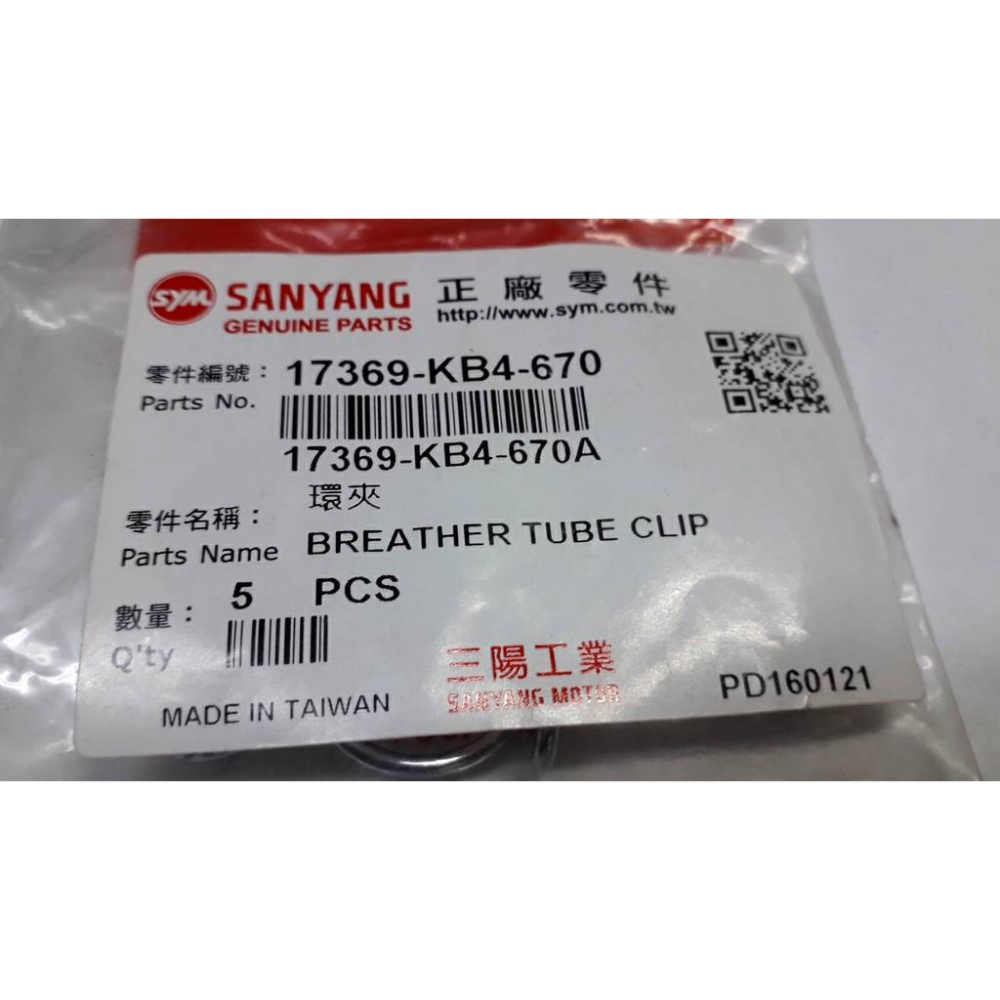 SYM SANYANG 正廠零件
GENUINE PARTS http://www.sym.com.tw
零件編號： 17369-KB4-670
Parts No.
17369-KB4-670A
環夾
零件名稱：
Parts Name BREATHER TUBE CLIP
數量： 5 PCS
Q'ty
三陽工業
SANYANG MOTOR
MADE IN TAIWAN PD160121